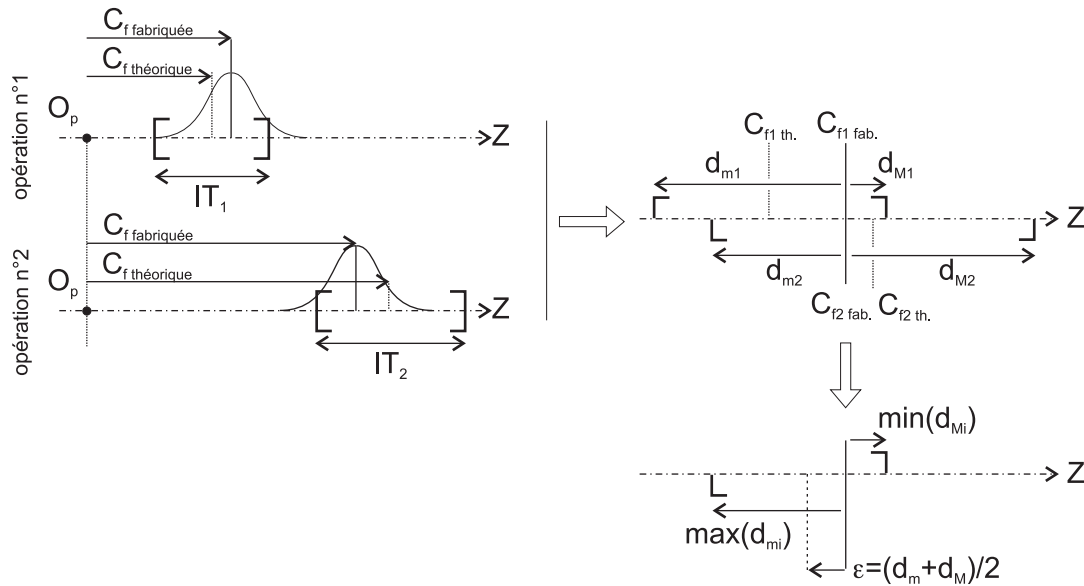 opération n°1
C_f fabriquée
C_f théorique
O_p
Z
IT_1
opération n°2
C_f fabriquée
C_f théorique
O_p
Z
IT_2
C_f1 th.
C_f1 fab.
d_m1
d_M1
Z
d_m2
d_M2
C_f2 fab.
C_f2 th.
min(d_Mi)
Z
max(d_mi)
ε=(d_m+d_M)/2